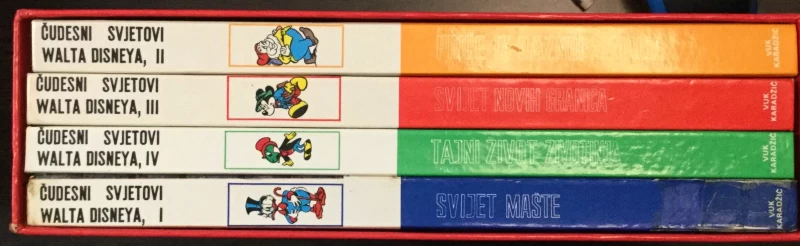 ČUDESNI SVJETOVI
WALTA DISNEYA, II
VUK
KARADŽIĆ
ČUDESNI SVJETOVI
WALTA DISNEYA, III
SVIJET NOVIH GRANICA
VUK
KARADŽIĆ
ČUDESNI SVJETOVI
WALTA DISNEYA, IV
TAJNI ŽIVOT
VUK
KARADŽIĆ
ČUDESNI SVJETOVI
WALTA DISNEYA, I
SVIJET MAŠTE
VUK
KARADŽIĆ